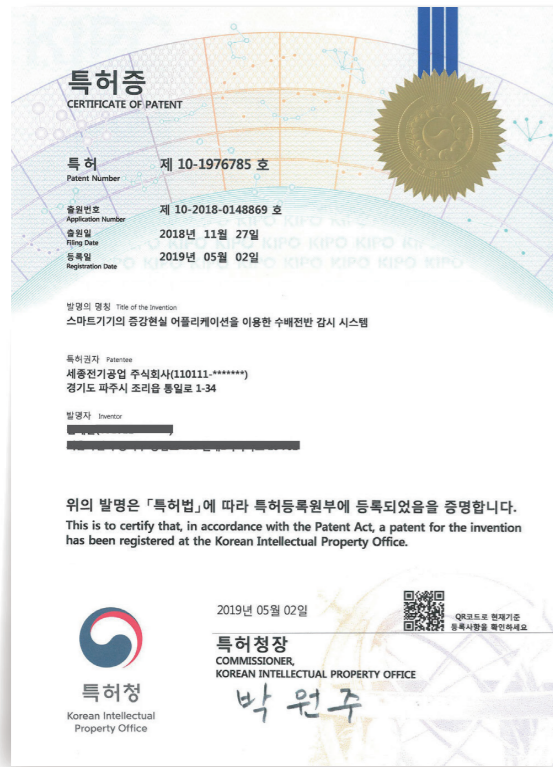 특허증
CERTIFICATE OF PATENT
특 허
Patent Number
제 10-1976785 호
출원번호
Application Number
제 10-2018-0148869 호
출원일
Filing Date
2018년 11월 27일
등록일
Registration Date
2019년 05월 02일
발명의 명칭 Title of the Invention
스마트기기의 증강현실 어플리케이션을 이용한 수배전반 감시 시스템
특허권자 Patentee
세종전기공업 주식회사(110111-*******)
경기도 파주시 조리읍 통일로 1-34
발명자 Inventor
위의 발명은 「특허법」에 따라 특허등록원부에 등록되었음을 증명합니다.
This is to certify that, in accordance with the Patent Act, a patent for the invention
has been registered at the Korean Intellectual Property Office.
2019년 05월 02일
QR코드로 현재기준
등록사항을 확인하세요
특허청장
COMMISSIONER,
KOREAN INTELLECTUAL PROPERTY OFFICE
박원주
특허청
Korean Intellectual
Property Office
KIPO KIPO KIPO KIPO KIPO